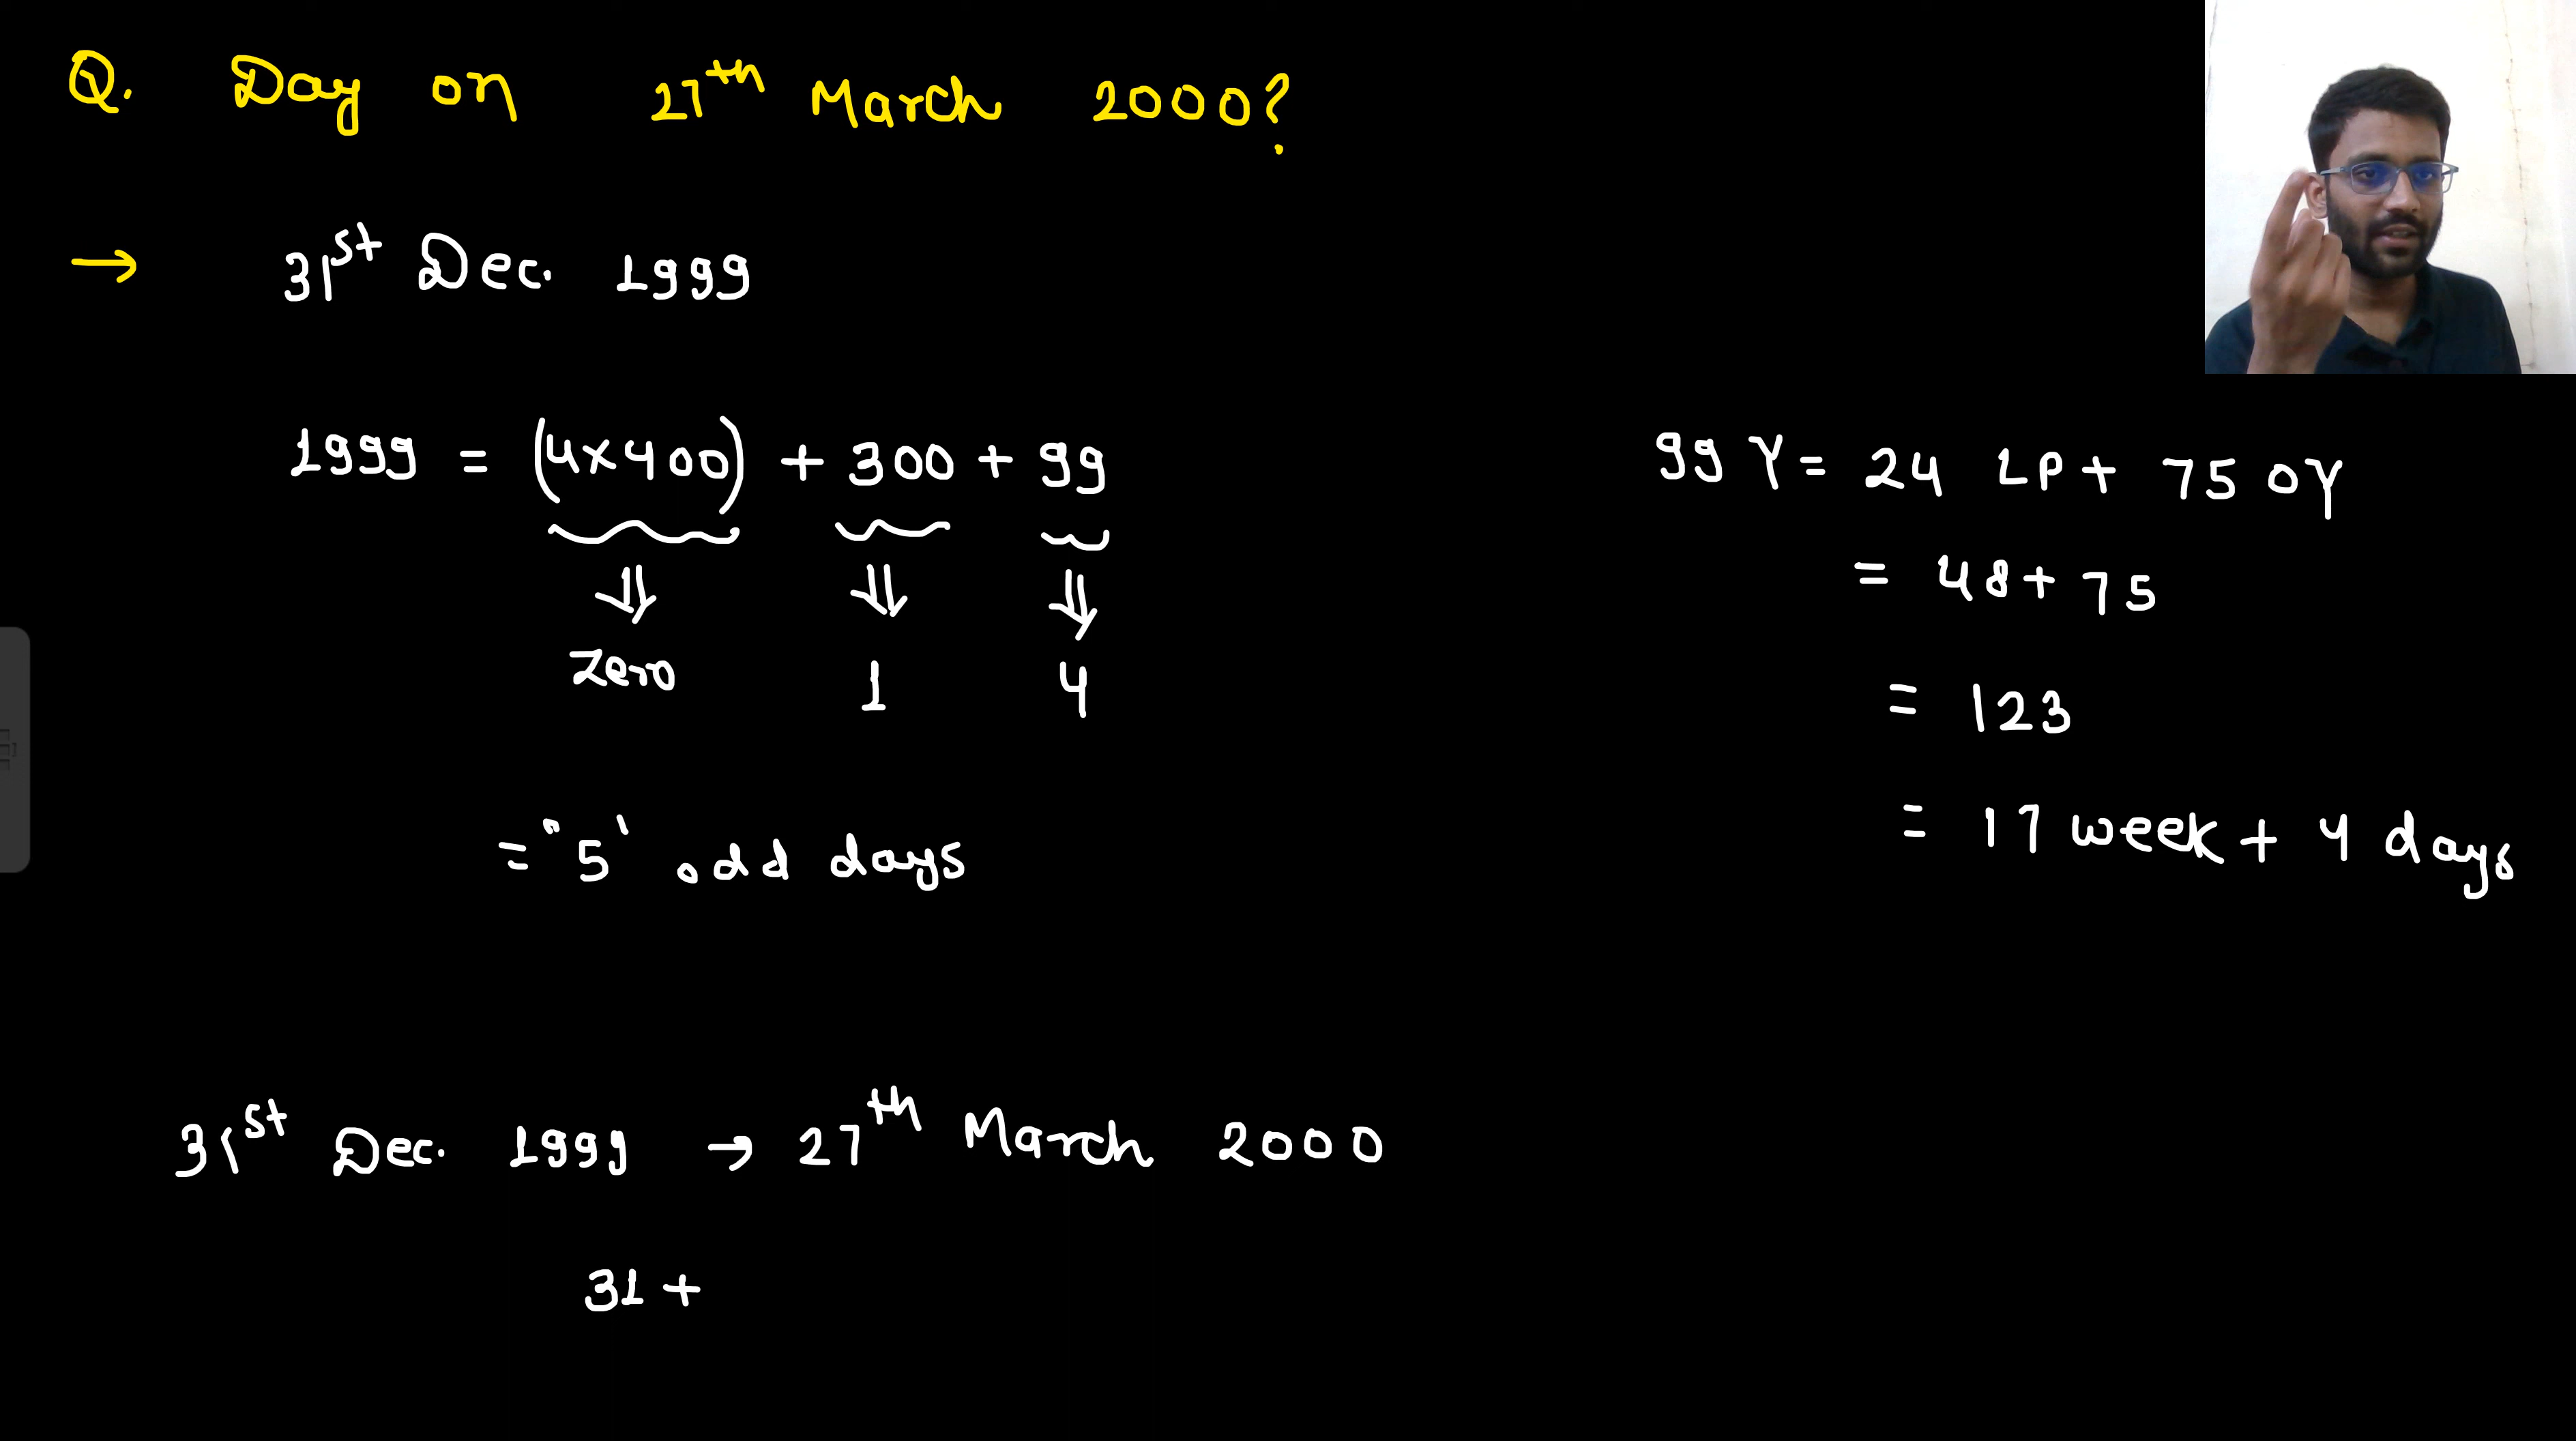 Q. Day on 27th March 2000?
→ 31st Dec. 1999
1999 = (4×400) + 300 + 99
⇓ ⇓ ⇓
Zero 1 4
= "5' odd days
99 Y = 24 LP + 75 OY
= 48 + 75
= 123
= 17 week + 4 days
31st Dec. 1999 → 27th March 2000
31 +